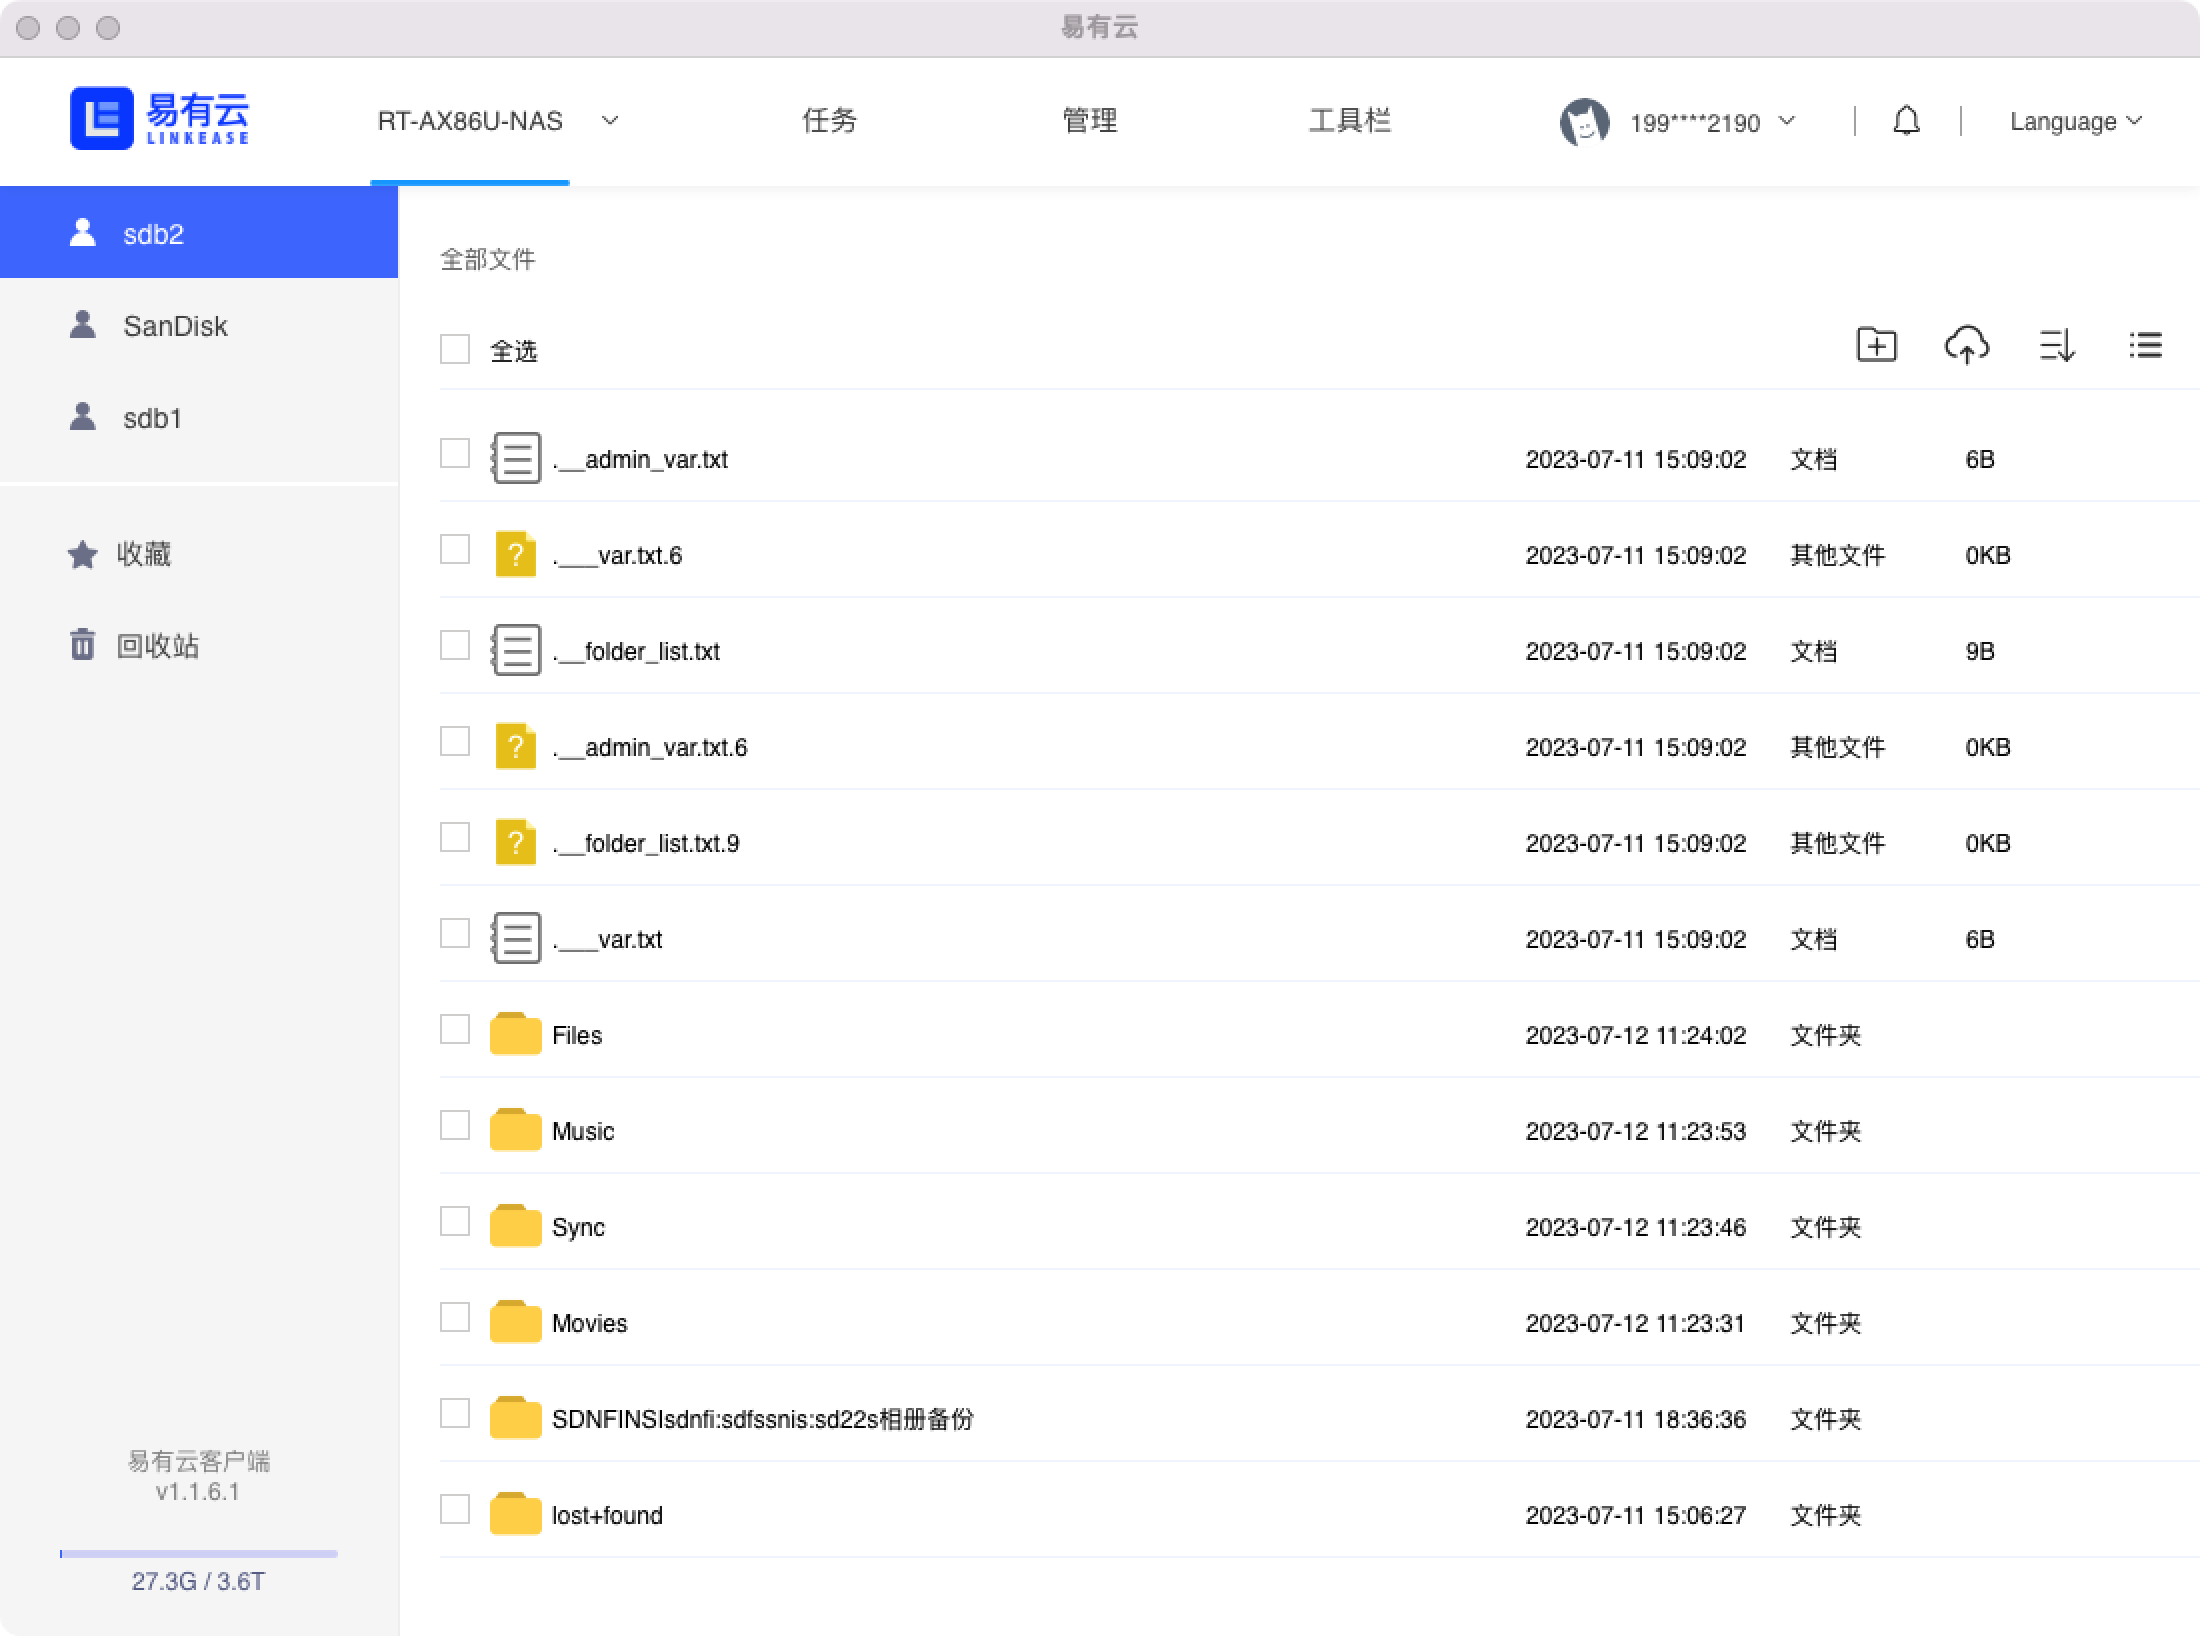 易有云
易有云
LINKEASE
RT-AX86U-NAS
任务
管理
工具栏
199****2190
Language
sdb2
SanDisk
sdb1
收藏
回收站
易有云客户端
v1.1.6.1
27.3G / 3.6T
全部文件
全选
.__admin_var.txt 2023-07-11 15:09:02 文档 6B
.___var.txt.6 2023-07-11 15:09:02 其他文件 0KB
.__folder_list.txt 2023-07-11 15:09:02 文档 9B
.__admin_var.txt.6 2023-07-11 15:09:02 其他文件 0KB
.__folder_list.txt.9 2023-07-11 15:09:02 其他文件 0KB
.___var.txt 2023-07-11 15:09:02 文档 6B
Files 2023-07-12 11:24:02 文件夹
Music 2023-07-12 11:23:53 文件夹
Sync 2023-07-12 11:23:46 文件夹
Movies 2023-07-12 11:23:31 文件夹
SDNFINSIsdnfi:sdfssnis:sd22s相册备份 2023-07-11 18:36:36 文件夹
lost+found 2023-07-11 15:06:27 文件夹